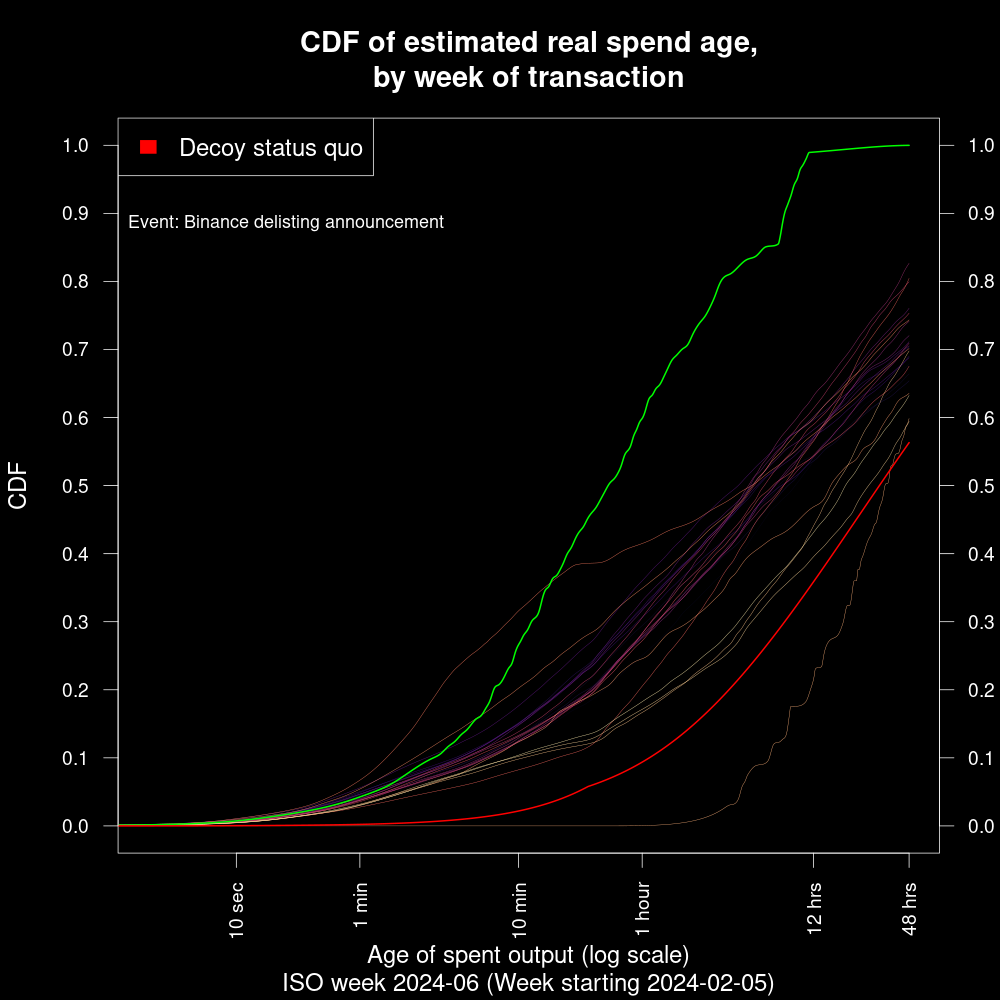 CDF of estimated real spend age,
by week of transaction
Decoy status quo
Event: Binance delisting announcement
CDF
1.0
0.9
0.8
0.7
0.6
0.5
0.4
0.3
0.2
0.1
0.0
1.0
0.9
0.8
0.7
0.6
0.5
0.4
0.3
0.2
0.1
0.0
10 sec
1 min
10 min
1 hour
12 hrs
48 hrs
Age of spent output (log scale)
ISO week 2024-06 (Week starting 2024-02-05)